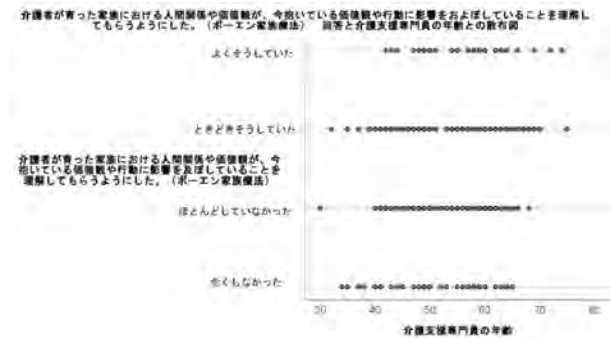 介護者が育った家族における人間関係や価値観が、今抱いている価値観や行動に影響をおよぼしていることを理解し
てもらうようにした。（ボーエン家族療法） 回答と介護支援専門員の年齢との散布図
よくそうしていた
ときどきそうしていた
介護者が育った家族における人間関係や価値観が、今
抱いている価値観や行動に影響を及ぼしていることを
理解してもらうようにした。（ボーエン家族療法）
ほとんどしていなかった
全くしなかった
30 40 50 60 70 80
介護支援専門員の年齢